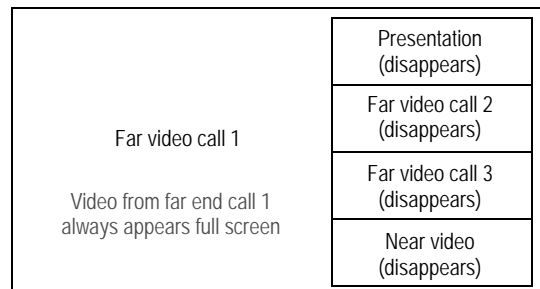 Far video call 1
Video from far end call 1
always appears full screen
Presentation
(disappears)
Far video call 2
(disappears)
Far video call 3
(disappears)
Near video
(disappears)